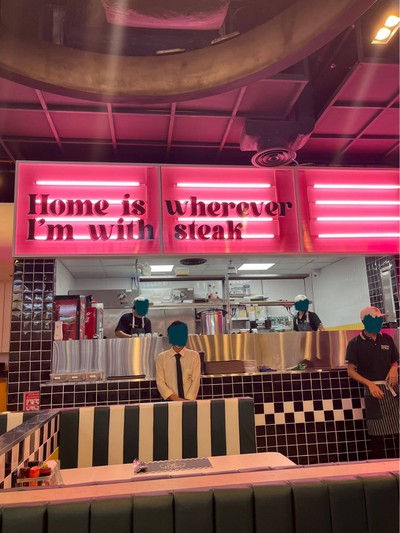 Home is wherever
I'm with steak